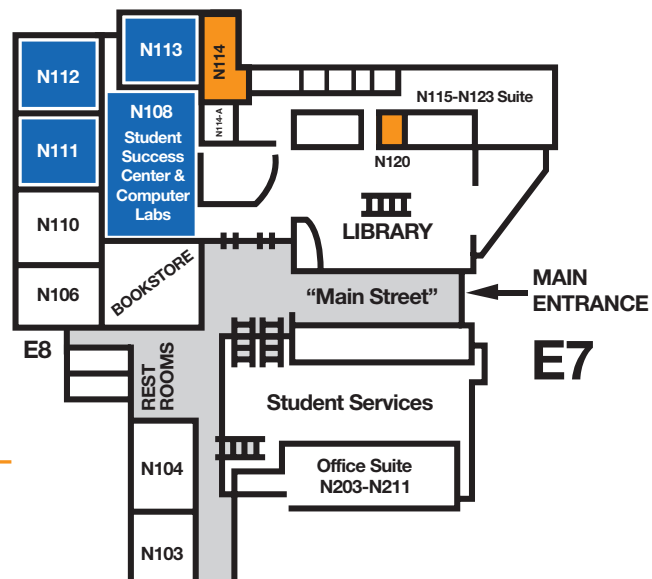 N113
N114
N112
N115-N123 Suite
N108
Student
Success
Center &
Computer
Labs
N114-A
N111
N120
N110
LIBRARY
BOOKSTORE
N106
"Main Street"
MAIN
ENTRANCE
E8
E7
REST
ROOMS
Student Services
N104
Office Suite
N203-N211
N103